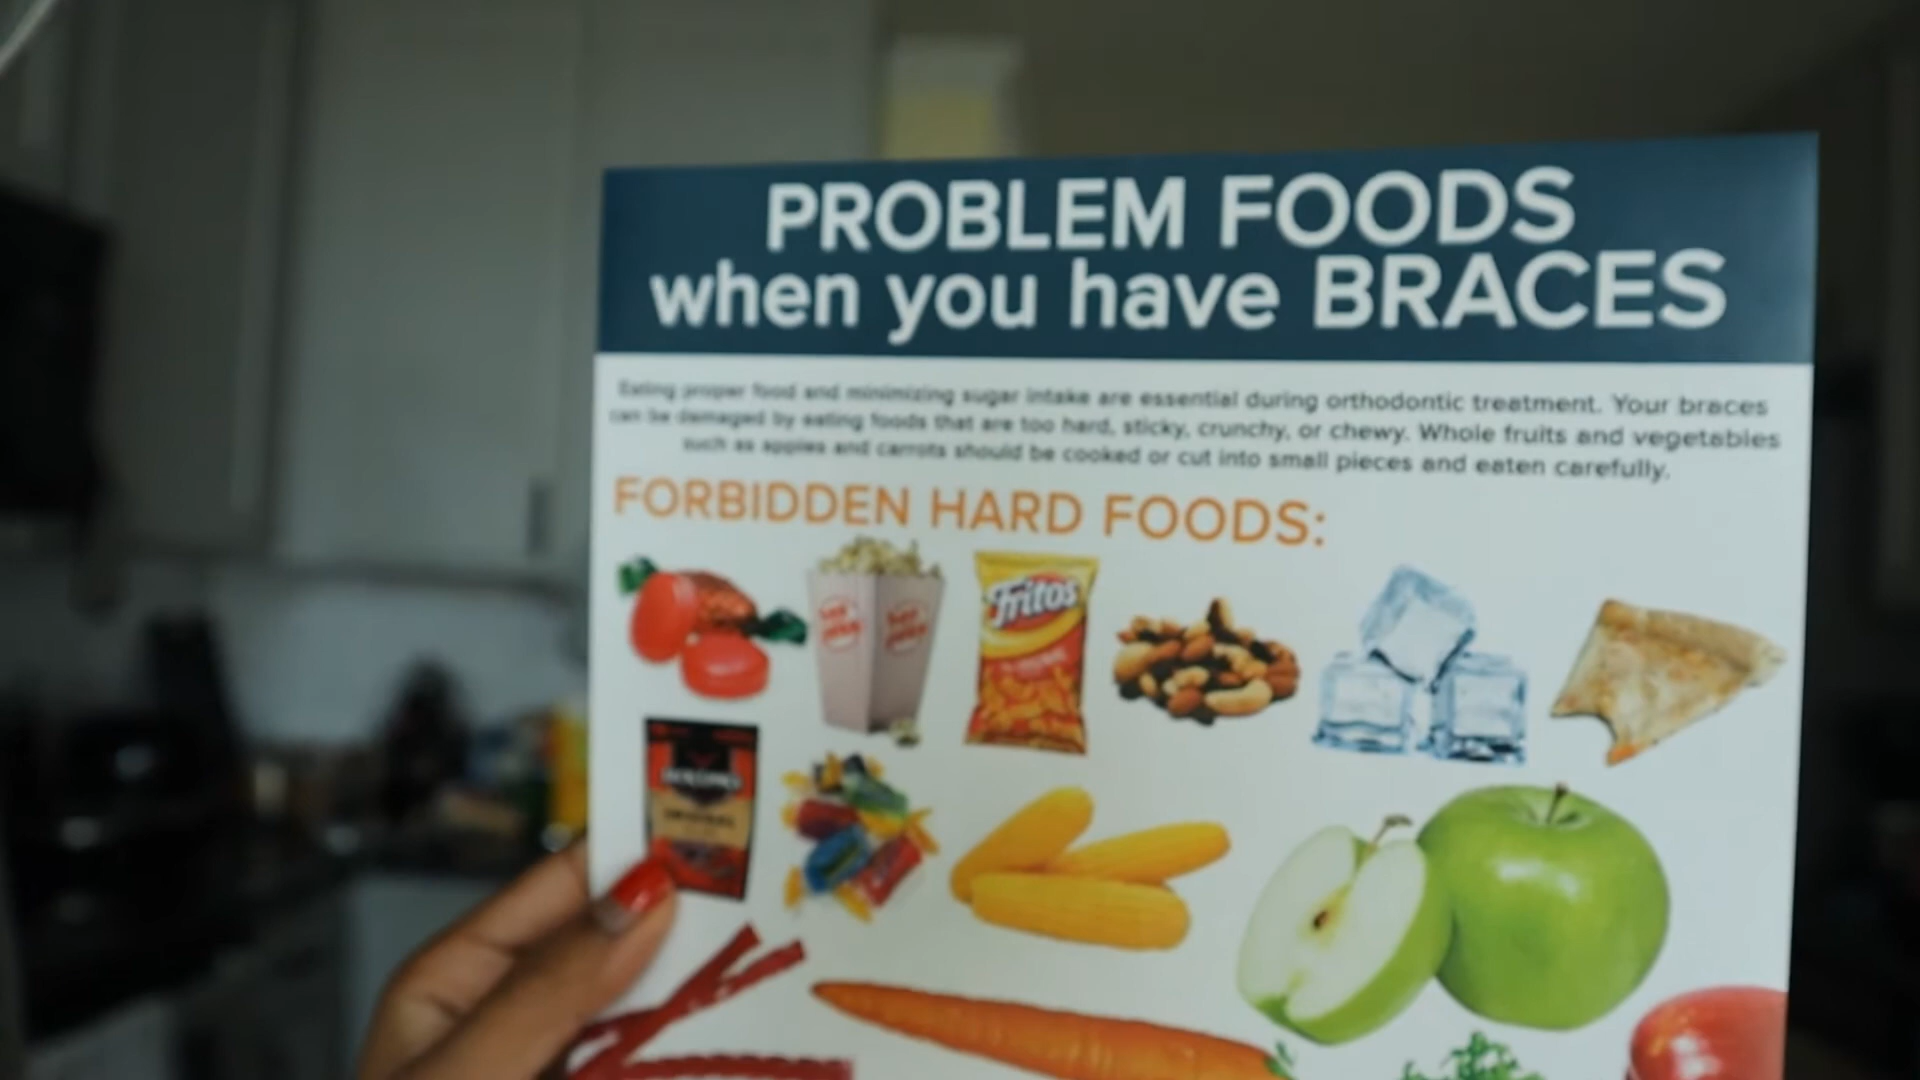 PROBLEM FOODS
when you have BRACES
Eating proper food and minimizing sugar intake are essential during orthodontic treatment. Your braces
can be damaged by eating foods that are too hard, sticky, crunchy, or chewy. Whole fruits and vegetables
such as apples and carrots should be cooked or cut into small pieces and eaten carefully.
FORBIDDEN HARD FOODS:
Fritos
ORIGINAL